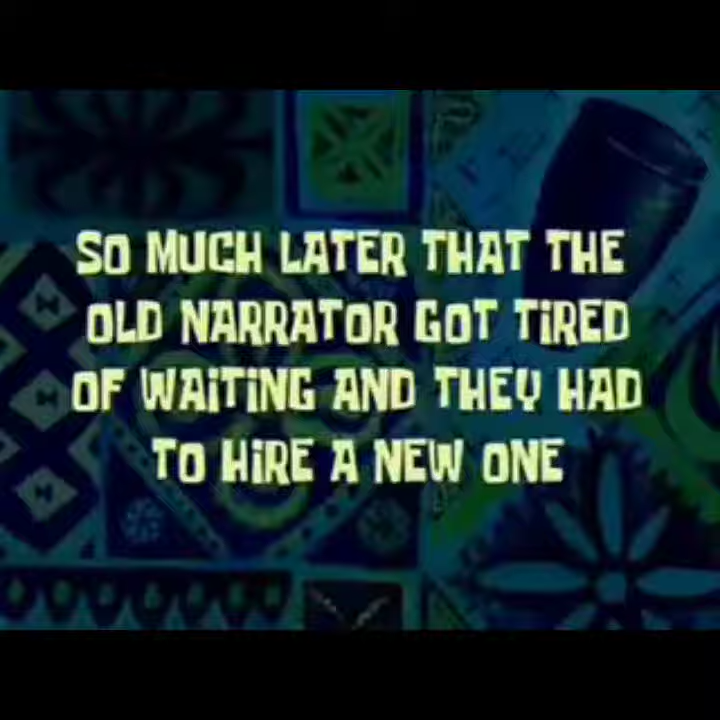 SO MUCH LATER THAT THE
OLD NARRATOR GOT TIRED
OF WAITING AND THEY HAD
TO HIRE A NEW ONE